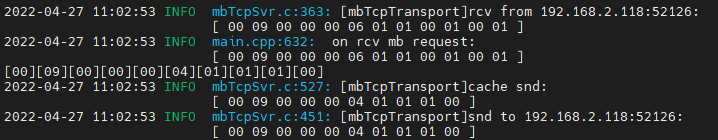 2022-04-27 11:02:53 INFO  mbTcpSvr.c:363: [mbTcpTransport]rcv from 192.168.2.118:52126:
[ 00 09 00 00 00 06 01 01 00 01 00 01 ]
2022-04-27 11:02:53 INFO  main.cpp:632:  on rcv mb request:
[ 00 09 00 00 00 06 01 01 00 01 00 01 ]
[00][09][00][00][00][04][01][01][01][00]
2022-04-27 11:02:53 INFO  mbTcpSvr.c:527: [mbTcpTransport]cache snd:
[ 00 09 00 00 00 04 01 01 01 00 ]
2022-04-27 11:02:53 INFO  mbTcpSvr.c:451: [mbTcpTransport]snd to 192.168.2.118:52126:
[ 00 09 00 00 00 04 01 01 01 00 ]